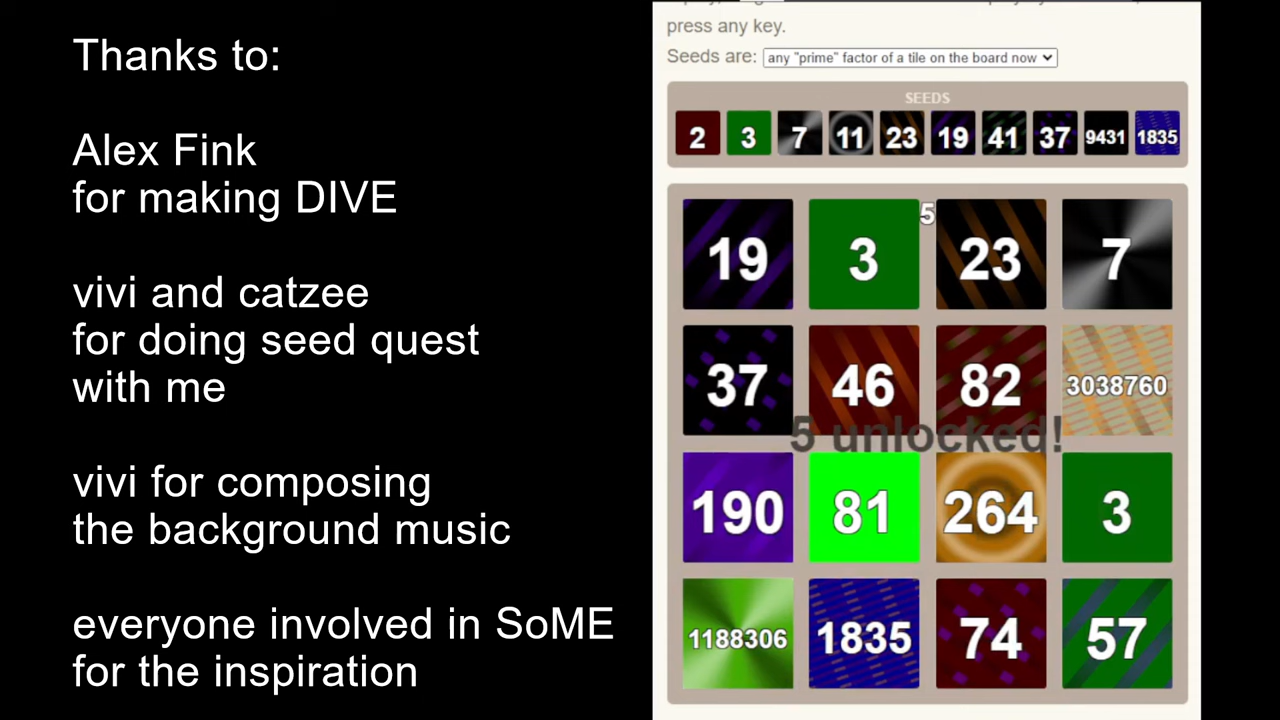 Thanks to:
Alex Fink
for making DIVE
vivi and catzee
for doing seed quest
with me
vivi for composing
the background music
everyone involved in SoME
for the inspiration
press any key.
Seeds are: any "prime" factor of a tile on the board now
SEEDS
2 3 7 11 23 19 41 37 9431 1835
5
19 3 23 7
37 46 82 3038760
5 unlocked!
190 81 264 3
1188306 1835 74 57